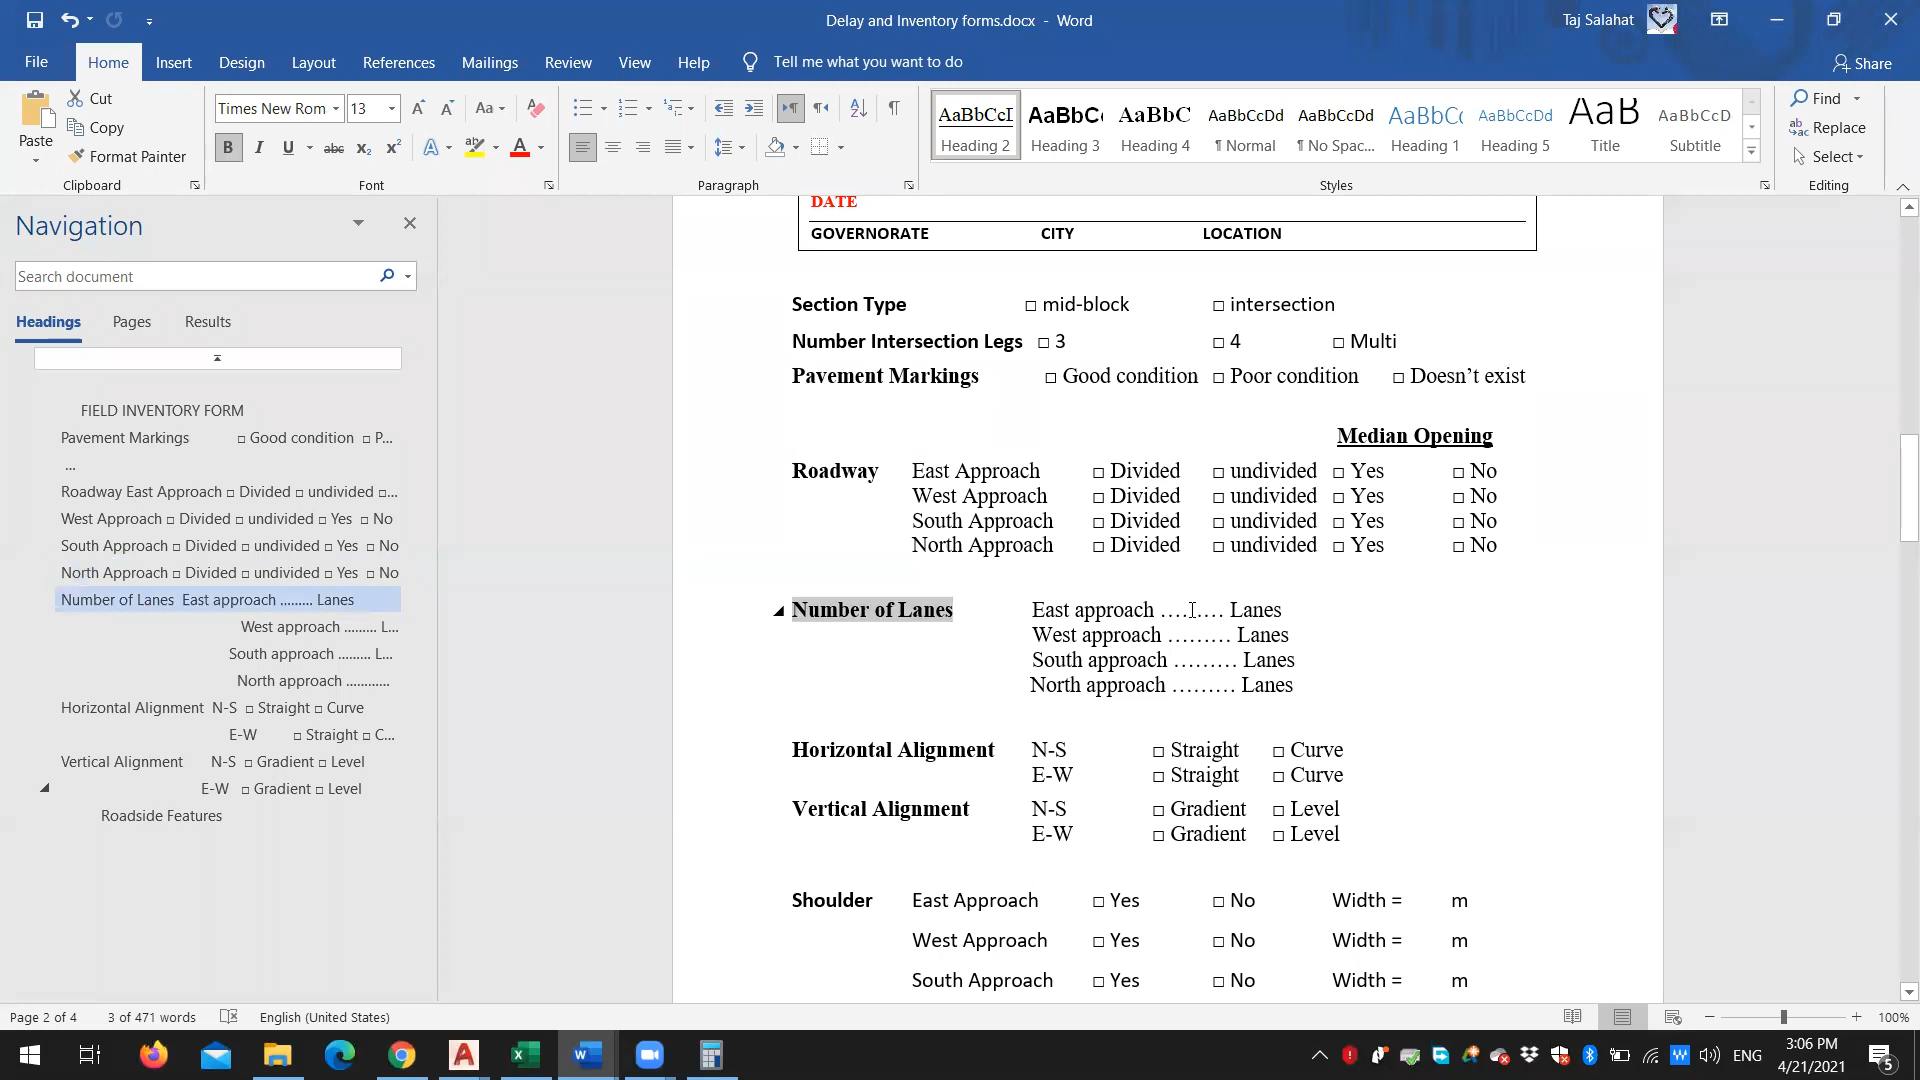 Delay and Inventory forms.docx - Word
Taj Salahat
File Home Insert Design Layout References Mailings Review View Help Tell me what you want to do
Share
Paste
Cut
Copy
Format Painter
Clipboard
Times New Rom 13
Font
Paragraph
AaBbCcI AaBbC AaBbC AaBbCcDd AaBbCcDd AaBbC AaBbCcDd AaB AaBbCcD
Heading 2 Heading 3 Heading 4 ¶ Normal ¶ No Spac... Heading 1 Heading 5 Title Subtitle
Styles
Find
Replace
Select
Editing
Navigation
Search document
Headings Pages Results
FIELD INVENTORY FORM
Pavement Markings □ Good condition □ P...
...
Roadway East Approach □ Divided □ undivided □...
West Approach □ Divided □ undivided □ Yes □ No
South Approach □ Divided □ undivided □ Yes □ No
North Approach □ Divided □ undivided □ Yes □ No
Number of Lanes East approach ......... Lanes
West approach ......... L...
South approach ......... L...
North approach ............
Horizontal Alignment N-S □ Straight □ Curve
E-W □ Straight □ C...
Vertical Alignment N-S □ Gradient □ Level
E-W □ Gradient □ Level
Roadside Features
DATE
GOVERNORATE CITY LOCATION
Section Type □ mid-block □ intersection
Number Intersection Legs □ 3 □ 4 □ Multi
Pavement Markings □ Good condition □ Poor condition □ Doesn’t exist
Median Opening
Roadway East Approach □ Divided □ undivided □ Yes □ No
West Approach □ Divided □ undivided □ Yes □ No
South Approach □ Divided □ undivided □ Yes □ No
North Approach □ Divided □ undivided □ Yes □ No
Number of Lanes East approach ……… Lanes
West approach ……… Lanes
South approach ……… Lanes
North approach ……… Lanes
Horizontal Alignment N-S □ Straight □ Curve
E-W □ Straight □ Curve
Vertical Alignment N-S □ Gradient □ Level
E-W □ Gradient □ Level
Shoulder East Approach □ Yes □ No Width = m
West Approach □ Yes □ No Width = m
South Approach □ Yes □ No Width = m
Page 2 of 4 3 of 471 words English (United States) 100%
ENG
3:06 PM
4/21/2021
5